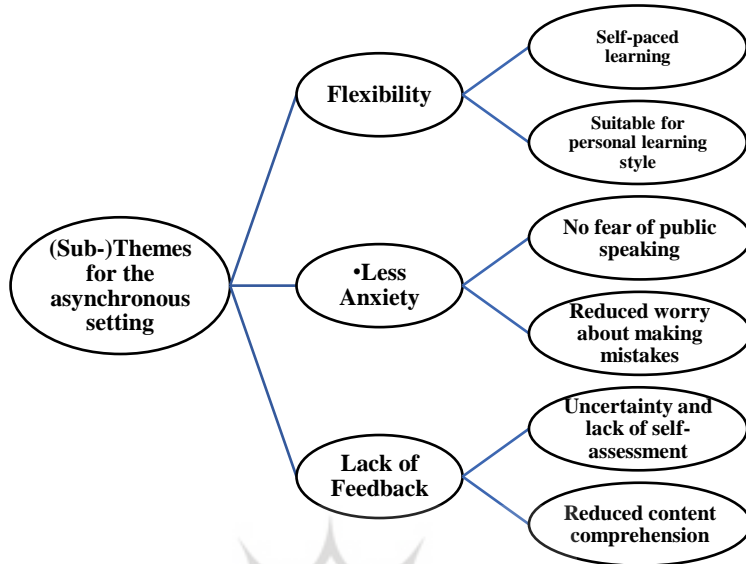 (Sub-)Themes
for the
asynchronous
setting
Flexibility
Self-paced
learning
Suitable for
personal learning
style
•Less
Anxiety
No fear of public
speaking
Reduced worry
about making
mistakes
Lack of
Feedback
Uncertainty and
lack of self-
assessment
Reduced content
comprehension